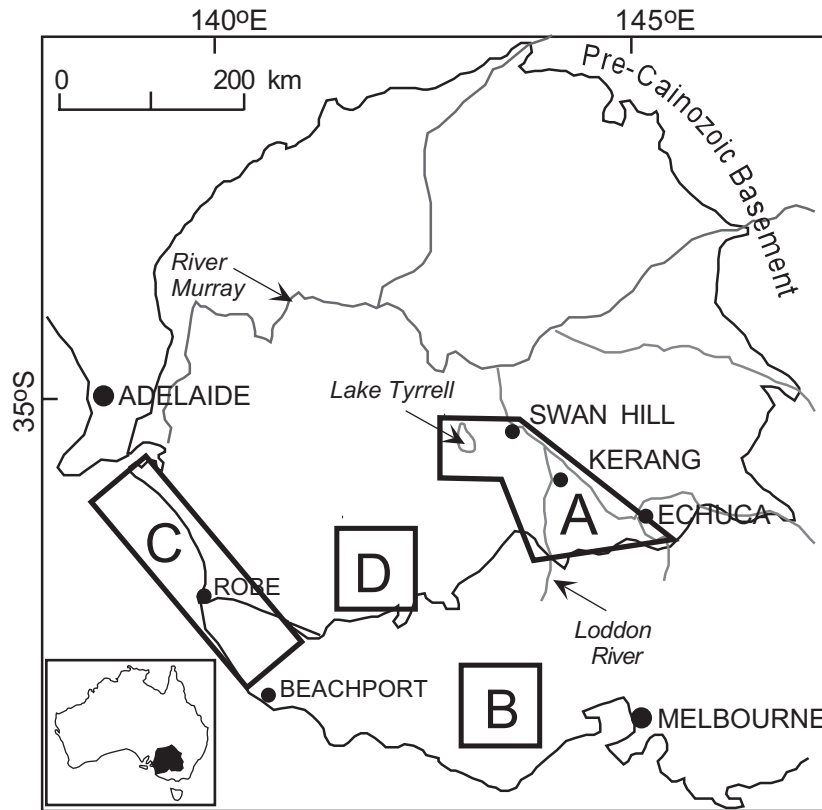 140ºE
145ºE
0 200 km
Pre-Cainozoic Basement
River
Murray
35ºS
ADELAIDE
Lake Tyrrell
SWAN HILL
KERANG
A
ECHUCA
C
D
ROBE
Loddon
River
BEACHPORT
B
MELBOURNE